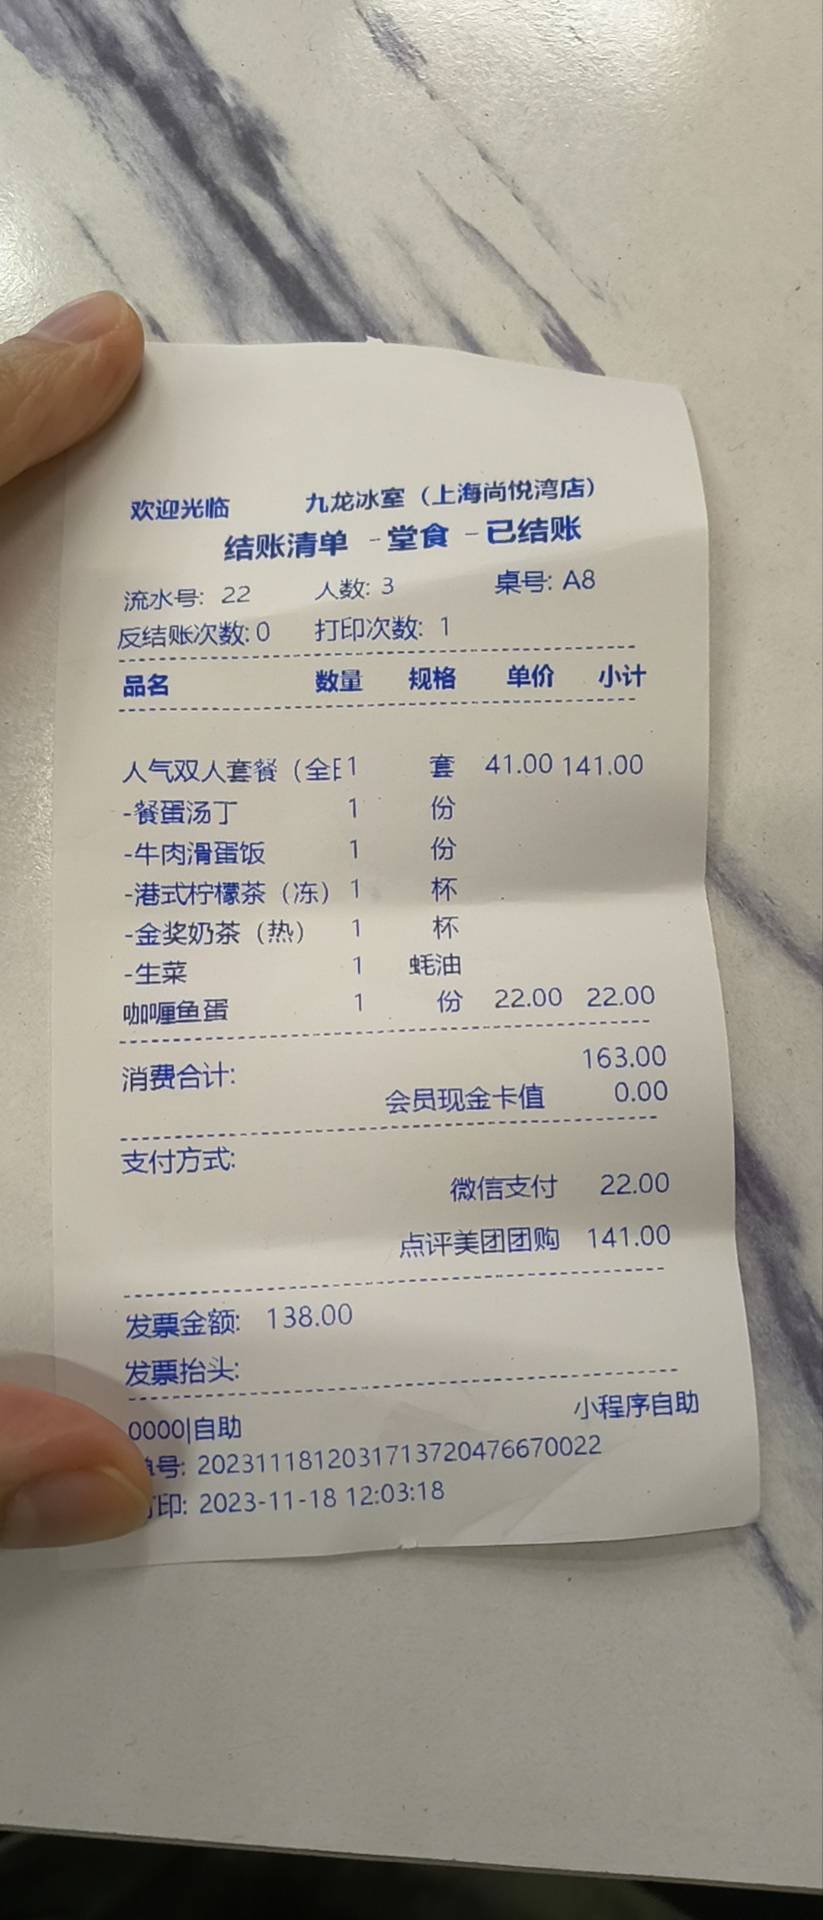 欢迎光临 九龙冰室（上海尚悦湾店）
结账清单 -堂食 -已结账
流水号: 22 人数: 3 桌号: A8
反结账次数: 0 打印次数: 1
品名 数量 规格 单价 小计
人气双人套餐（全日 1 套 41.00 141.00
-餐蛋汤丁 1 份
-牛肉滑蛋饭 1 份
-港式柠檬茶（冻） 1 杯
-金奖奶茶（热） 1 杯
-生菜 1 蚝油
咖喱鱼蛋 1 份 22.00 22.00
消费合计: 163.00
会员现金卡值 0.00
支付方式:
微信支付 22.00
点评美团团购 141.00
发票金额: 138.00
发票抬头:
0000|自助 小程序自助
号: 2023111812031713720476670022
印: 2023-11-18 12:03:18